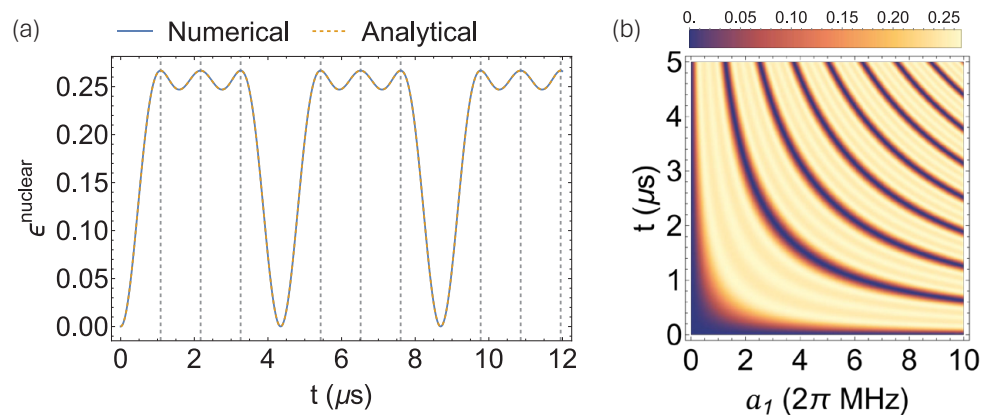 (a)
Numerical
Analytical
ϵ^nuclear
0.25
0.20
0.15
0.10
0.05
0.00
0 2 4 6 8 10 12
t (μs)
(b)
0. 0.05 0.10 0.15 0.20 0.25
t (μs)
5
4
3
2
1
0
0 2 4 6 8 10
a₁ (2π MHz)